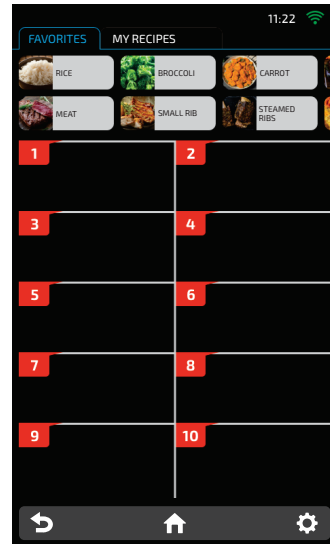 11:22
FAVORITES MY RECIPES
RICE BROCCOLI CARROT
MEAT SMALL RIB STEAMED
RIBS
1 2
3 4
5 6
7 8
9 10